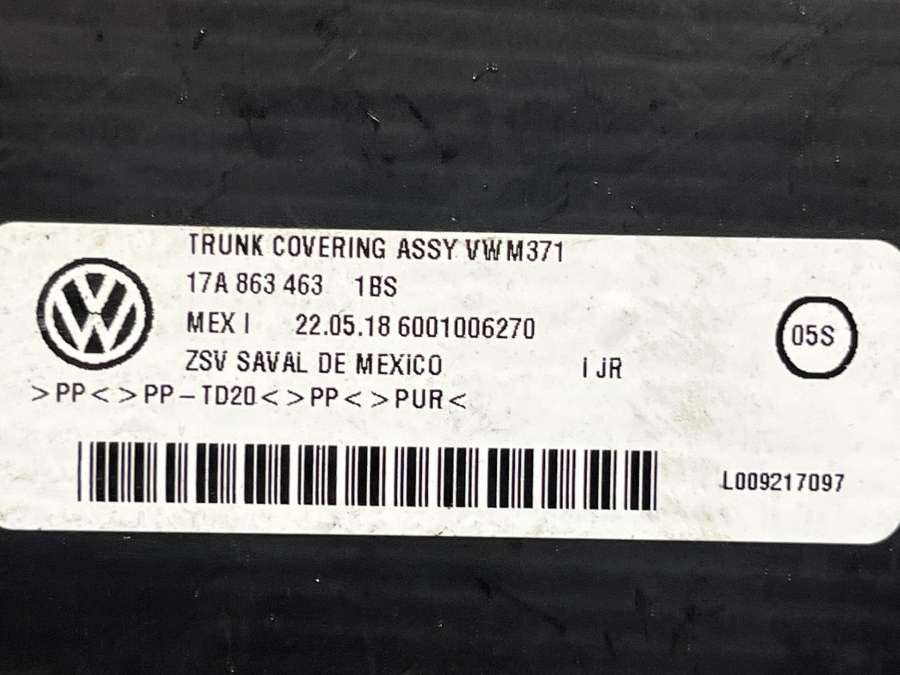 TRUNK COVERING ASSY VWM371
17A 863 463 1BS
MEX I 22.05.18 6001006270
05S
ZSV SAVAL DE MEXICO I JR
>PP<>PP-TD20<>PP<>PUR<
L009217097